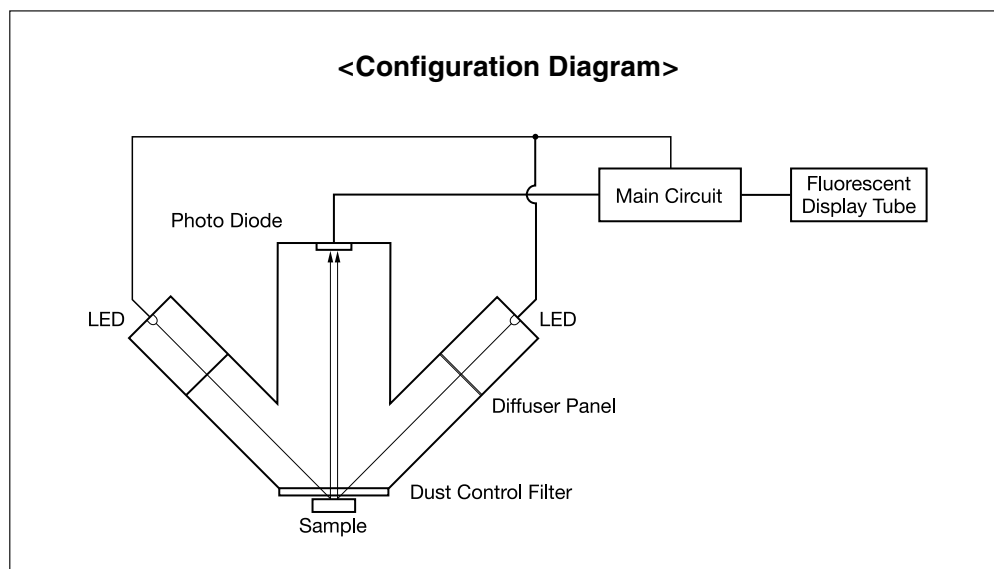 <Configuration Diagram>
Main Circuit
Fluorescent
Display Tube
Photo Diode
LED
LED
Diffuser Panel
Dust Control Filter
Sample